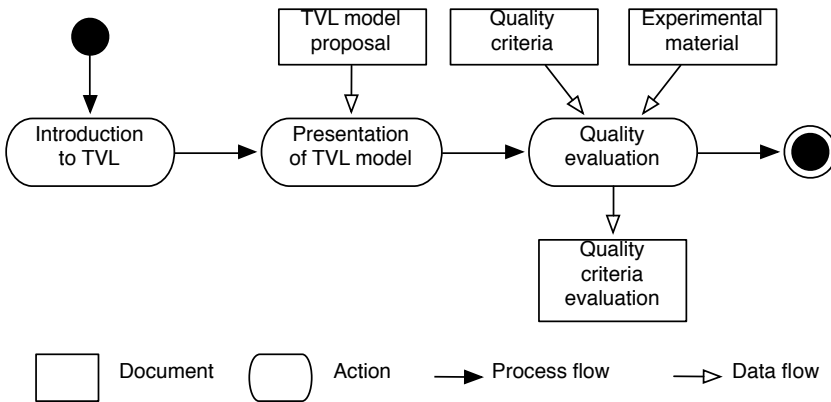 TVL model
proposal
Quality
criteria
Experimental
material
Introduction
to TVL
Presentation
of TVL model
Quality
evaluation
Quality
criteria
evaluation
Document
Action
Process flow
Data flow